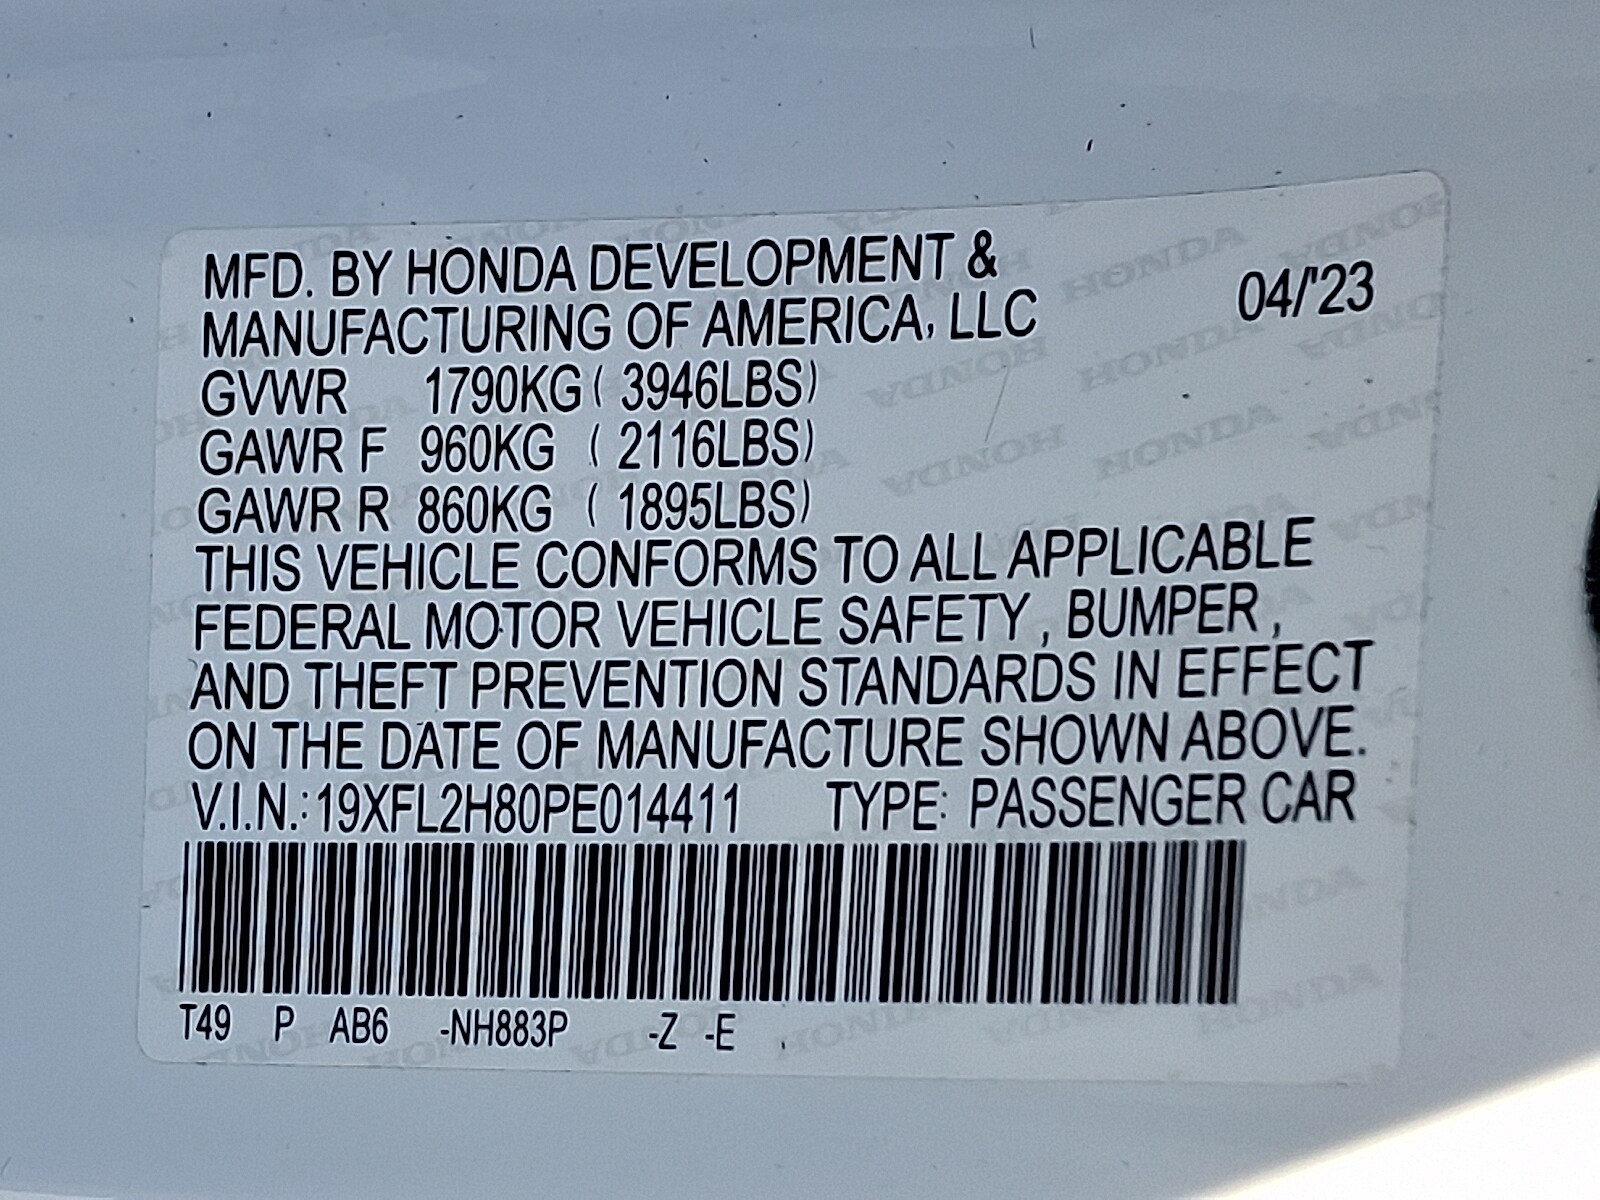 MFD. BY HONDA DEVELOPMENT &
MANUFACTURING OF AMERICA, LLC 04/'23
GVWR 1790KG ( 3946LBS)
GAWR F 960KG ( 2116LBS)
GAWR R 860KG ( 1895LBS)
THIS VEHICLE CONFORMS TO ALL APPLICABLE
FEDERAL MOTOR VEHICLE SAFETY , BUMPER ,
AND THEFT PREVENTION STANDARDS IN EFFECT
ON THE DATE OF MANUFACTURE SHOWN ABOVE.
V.I.N.: 19XFL2H80PE014411 TYPE: PASSENGER CAR
T49 P AB6 -NH883P -Z -E